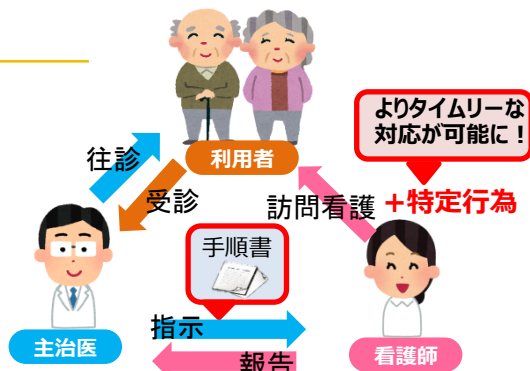 よりタイムリーな
対応が可能に!
往診
利用者
受診
訪問看護
+特定行為
手順書
指示
主治医
報告
看護師